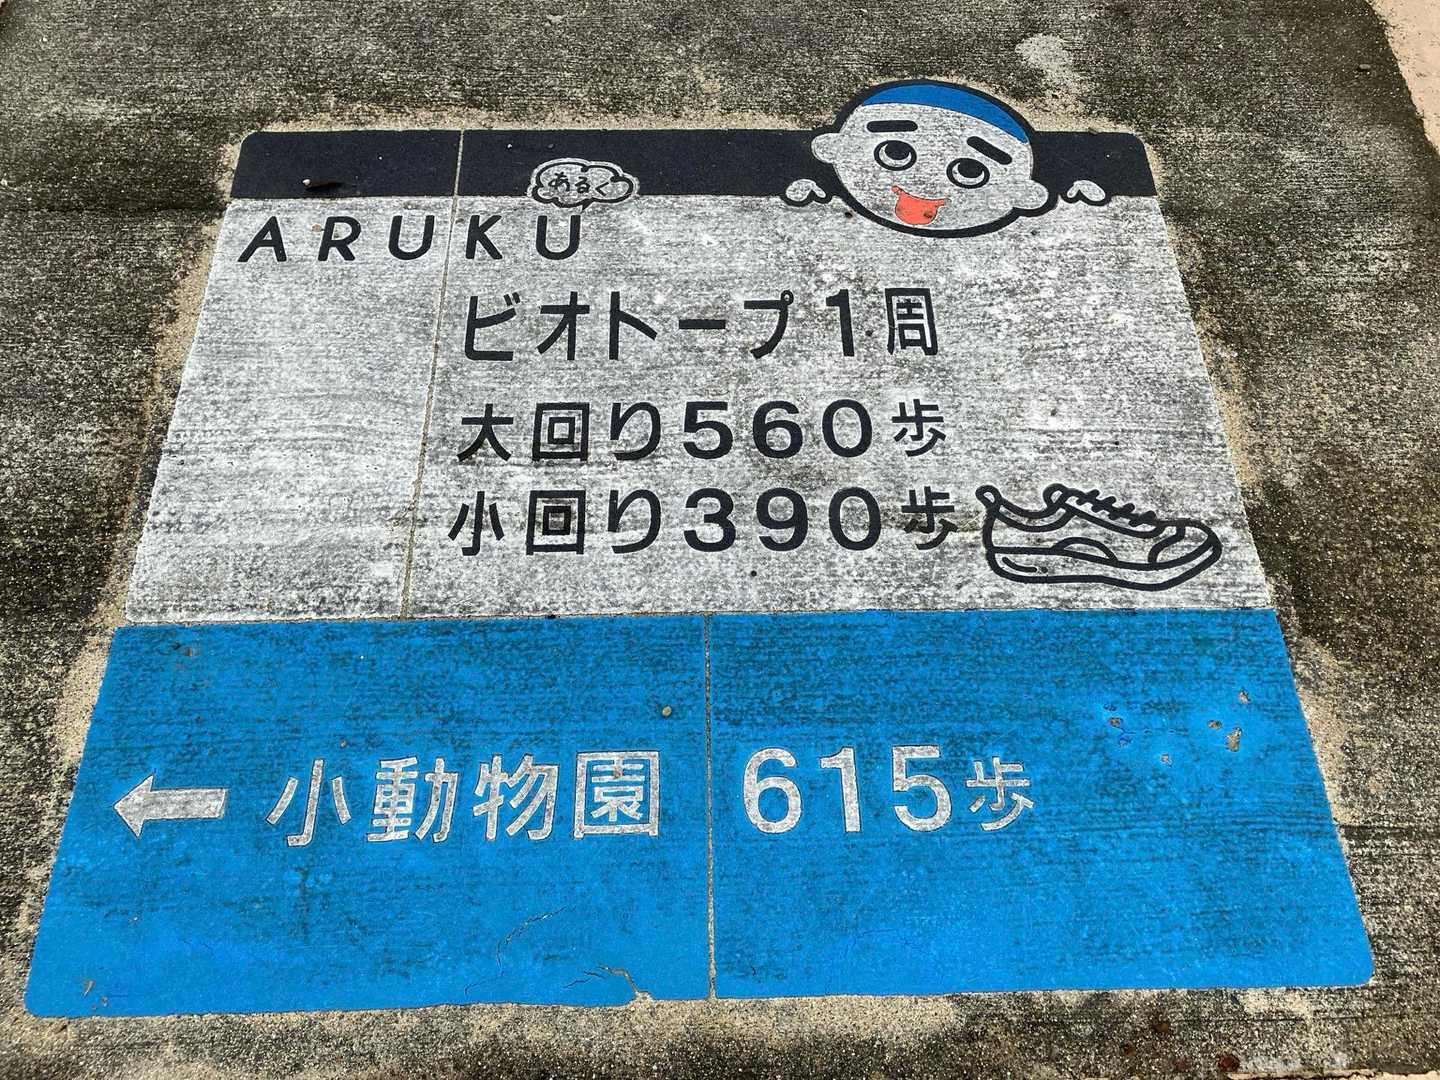 あるく
ARUKU
ビオトープ1周
大回り560歩
小回り390歩
← 小動物園 615歩